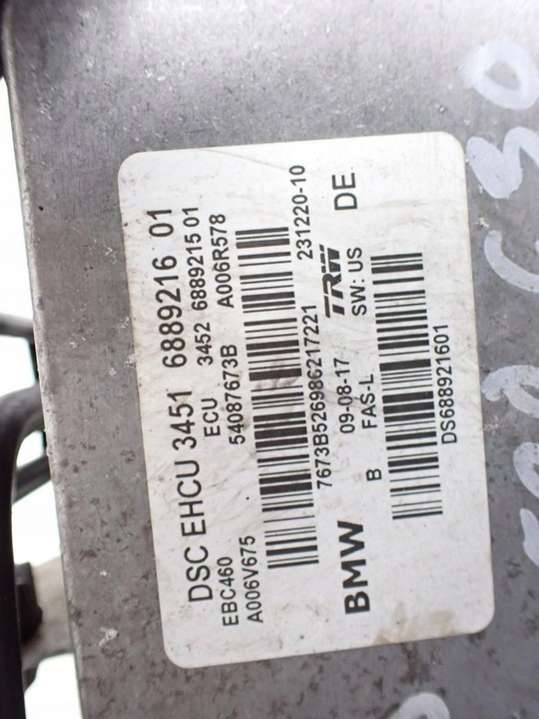 DSC EHCU 3451 6889216 01
ECU 3452 6889215 01
EBC460 54087673B A006R578
A006V675
7673B526986217221 231220-10
BMW 09-08-17 TRW DE
B FAS-L SW: US
DS688921601
G30